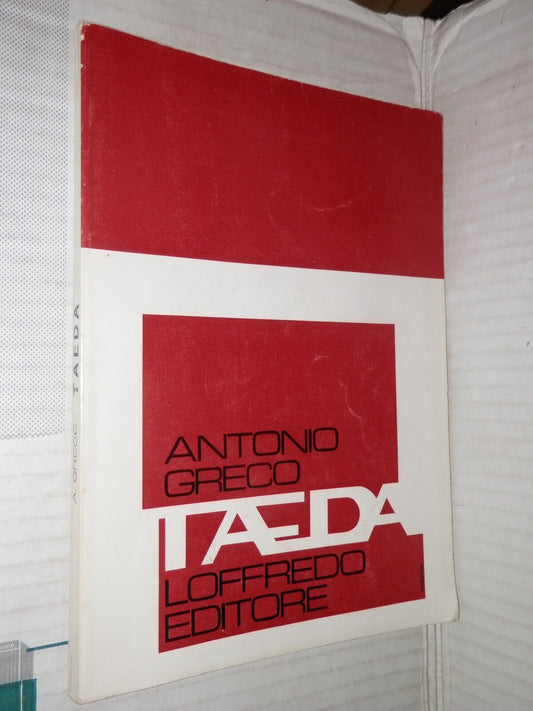 ANTONIO
GRECO
TAEDA
LOFFREDO
EDITORE
A. GRECO TAEDA